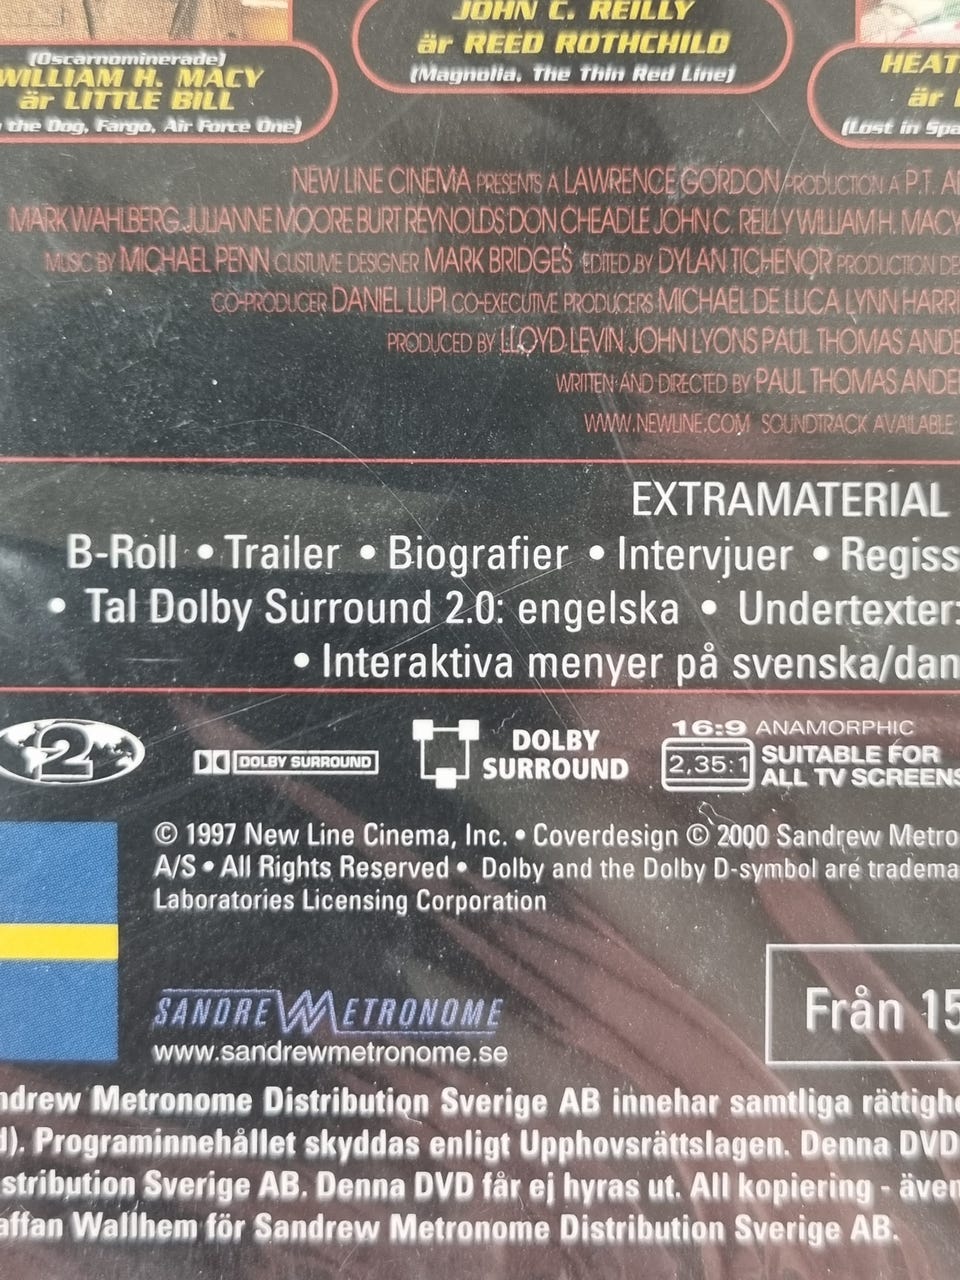 JOHN C. REILLY
är REED ROTHCHILD
(Magnolia, The Thin Red Line)
(Oscarnominerade)
WILLIAM H. MACY
är LITTLE BILL
the Dog, Fargo, Air Force One)
HEAT
är
(Lost in Spa
NEW LINE CINEMA PRESENTS A LAWRENCE GORDON PRODUCTION A P.T. A
MARK WAHLBERG JULIANNE MOORE BURT REYNOLDS DON CHEADLE JOHN C. REILLY WILLIAM H. MACY
MUSIC BY MICHAEL PENN CUSTUME DESIGNER MARK BRIDGES EDITED BY DYLAN TICHENOR PRODUCTION DE
CO-PRODUCER DANIEL LUPI CO-EXECUTIVE PRODUCERS MICHAEL DE LUCA LYNN HARR
PRODUCED BY LLOYD LEVIN JOHN LYONS PAUL THOMAS ANDE
WRITTEN AND DIRECTED BY PAUL THOMAS ANDE
WWW.NEWLINE.COM SOUNDTRACK AVAILABLE
EXTRAMATERIAL
B-Roll • Trailer • Biografier • Intervjuer • Regiss
• Tal Dolby Surround 2.0: engelska • Undertexter:
• Interaktiva menyer på svenska/dan
2
DOLBY SURROUND
DOLBY
SURROUND
16:9 ANAMORPHIC
2,35:1
SUITABLE FOR
ALL TV SCREENS
© 1997 New Line Cinema, Inc. • Coverdesign © 2000 Sandrew Metro
A/S • All Rights Reserved • Dolby and the Dolby D-symbol are tradema
Laboratories Licensing Corporation
SANDREW METRONOME
www.sandrewmetronome.se
Från 15
ndrew Metronome Distribution Sverige AB innehar samtliga rättighe
d). Programinnehållet skyddas enligt Upphovsrättslagen. Denna DVD
stribution Sverige AB. Denna DVD får ej hyras ut. All kopiering - även
affan Wallhem för Sandrew Metronome Distribution Sverige AB.